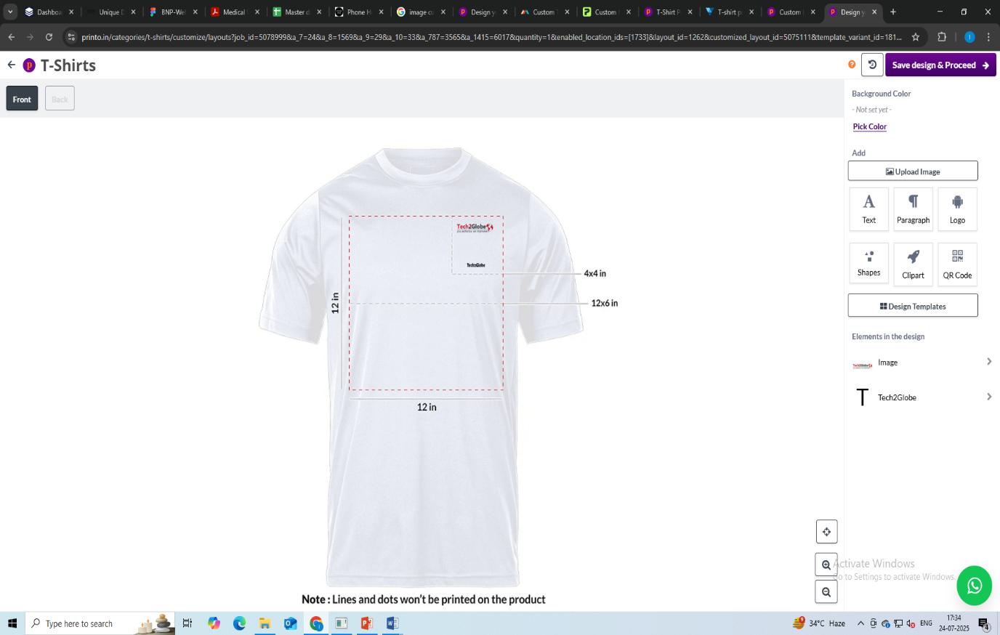 Dashboa
Unique D
BNP-Wel
Medical
Master d
Phone H
image cu
Design y
Custom
Custom
T-Shirt P
T-shirt p
Custom
Design y
printo.in/categories/t-shirts/customize/layouts?job_id=5078999&a_7=24&a_8=1569&a_9=29&a_10=33&a_787=3565&a_1415=6017&quantity=1&enabled_location_ids=[1733]&layout_id=1262&customized_layout_id=5075111&template_variant_id=181...
T-Shirts
Save design & Proceed
Front
Back
Background Color
- Not set yet -
Pick Color
Add
Upload Image
Text
Paragraph
Logo
Shapes
Clipart
QR Code
Design Templates
Elements in the design
Image
Tech2Globe
Tech2Globe
Tech2Globe
4x4 in
12x6 in
12 in
12 in
Note : Lines and dots won't be printed on the product
Activate Windows
Go to Settings to activate Windows.
Type here to search
34°C Haze
ENG
17:34
24-07-2025
4